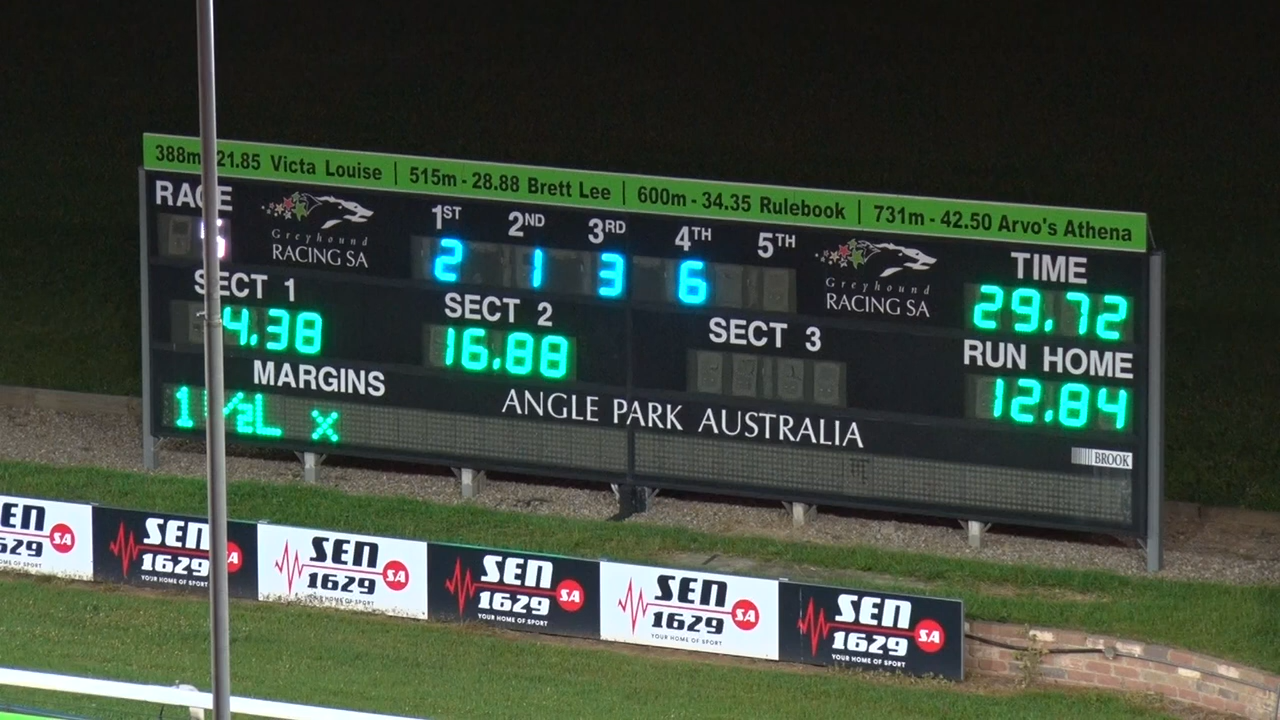 388m 21.85 Victa Louise | 515m - 28.88 Brett Lee | 600m - 34.35 Rulebook | 731m - 42.50 Arvo's Athena
RACE
1ST 2ND 3RD 4TH 5TH
2 1 3 6
Greyhound
RACING SA
Greyhound
RACING SA
TIME
29.72
SECT 1
4.38
SECT 2
16.88
SECT 3
RUN HOME
12.84
MARGINS
1 ½L x
ANGLE PARK AUSTRALIA
BROOK
SA
SEN SA
1629
YOUR HOME OF SPORT
SEN SA
1629
YOUR HOME OF SPORT
SEN SA
1629
YOUR HOME OF SPORT
SEN SA
1629
YOUR HOME OF SPORT
SEN SA
1629
YOUR HOME OF SPORT